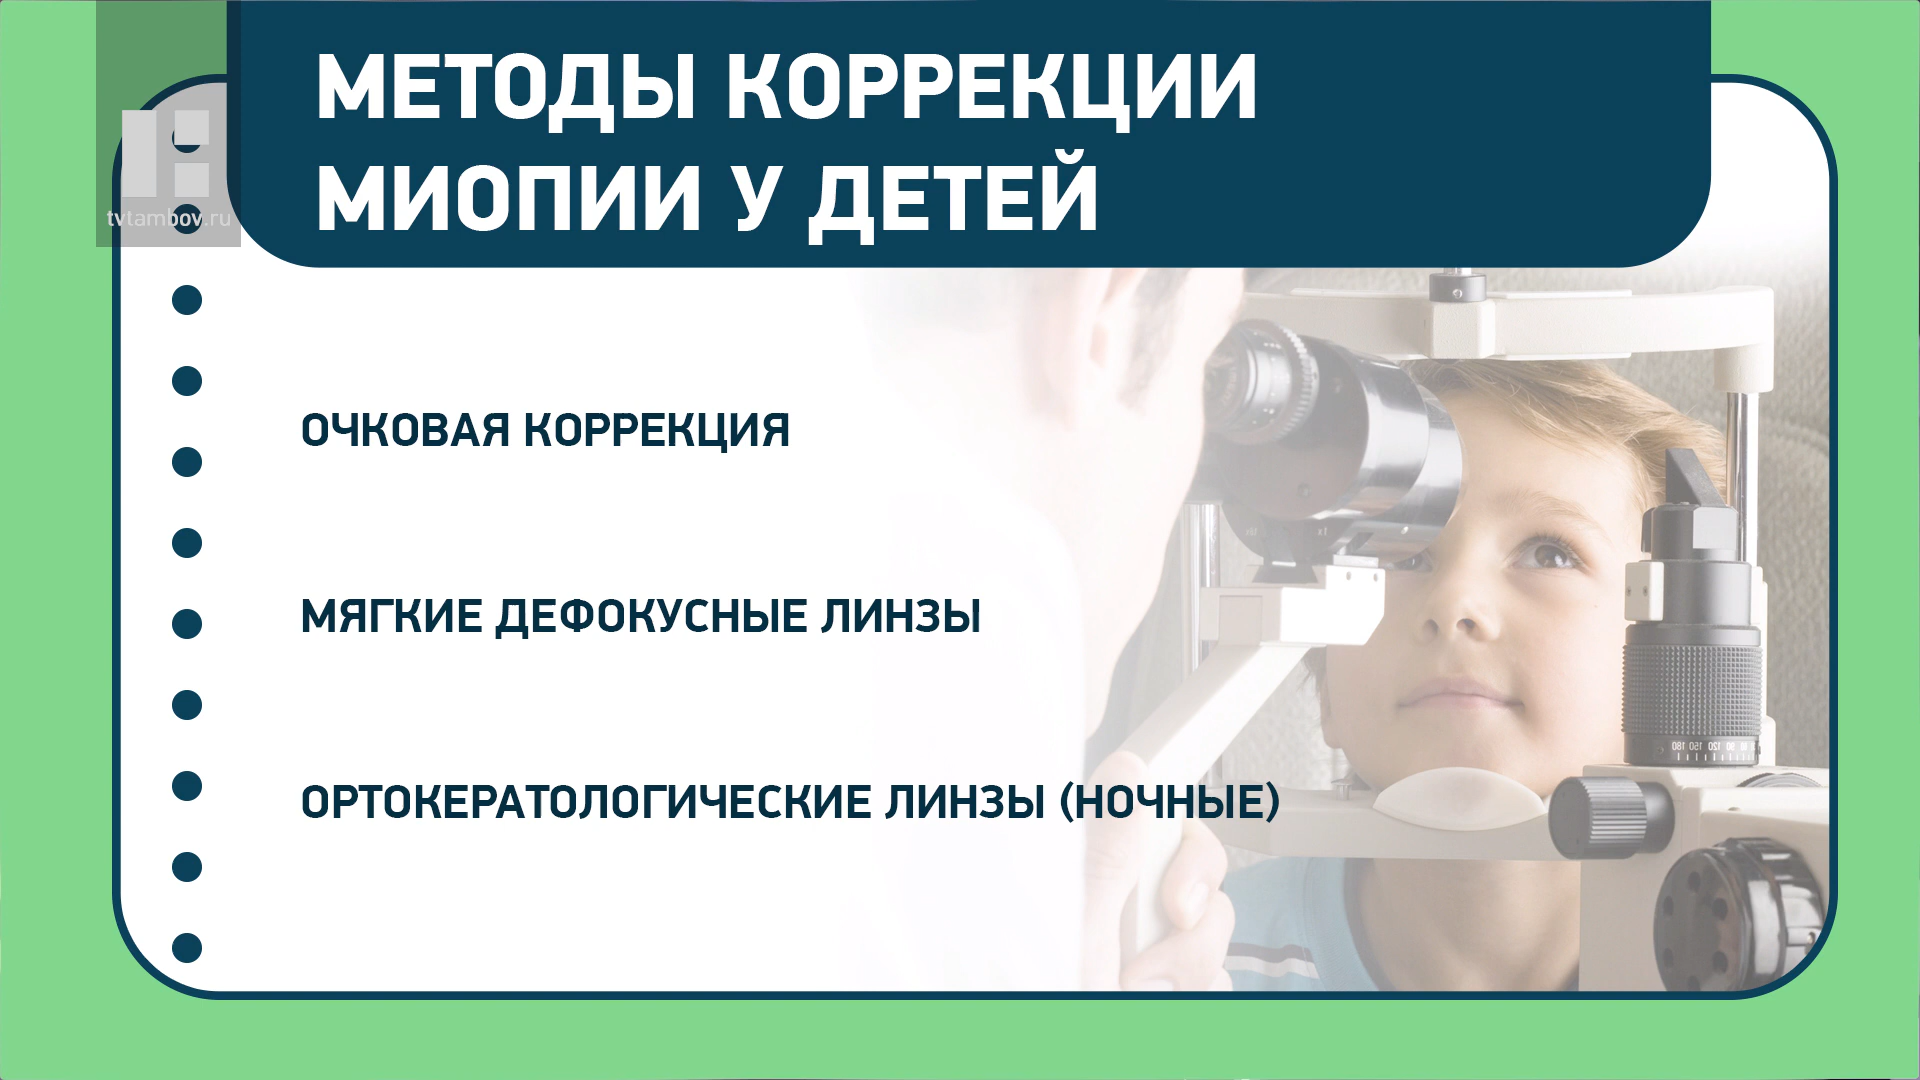 МЕТОДЫ КОРРЕКЦИИ
МИОПИИ У ДЕТЕЙ
tvtambov.ru
ОЧКОВАЯ КОРРЕКЦИЯ
МЯГКИЕ ДЕФОКУСНЫЕ ЛИНЗЫ
ОРТОКЕРАТОЛОГИЧЕСКИЕ ЛИНЗЫ (НОЧНЫЕ)